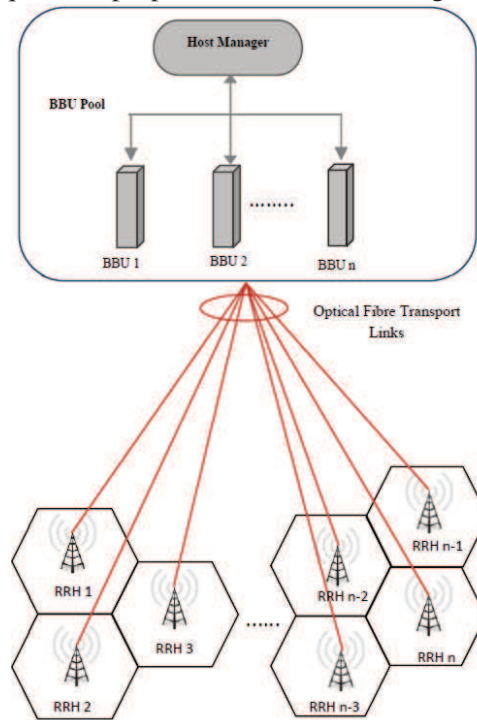 Host Manager
BBU Pool
........
BBU 1
BBU 2
BBU n
Optical Fibre Transport
Links
RRH n-1
RRH 1
RRH n-2
RRH 3
......
RRH n
RRH 2
RRH n-3